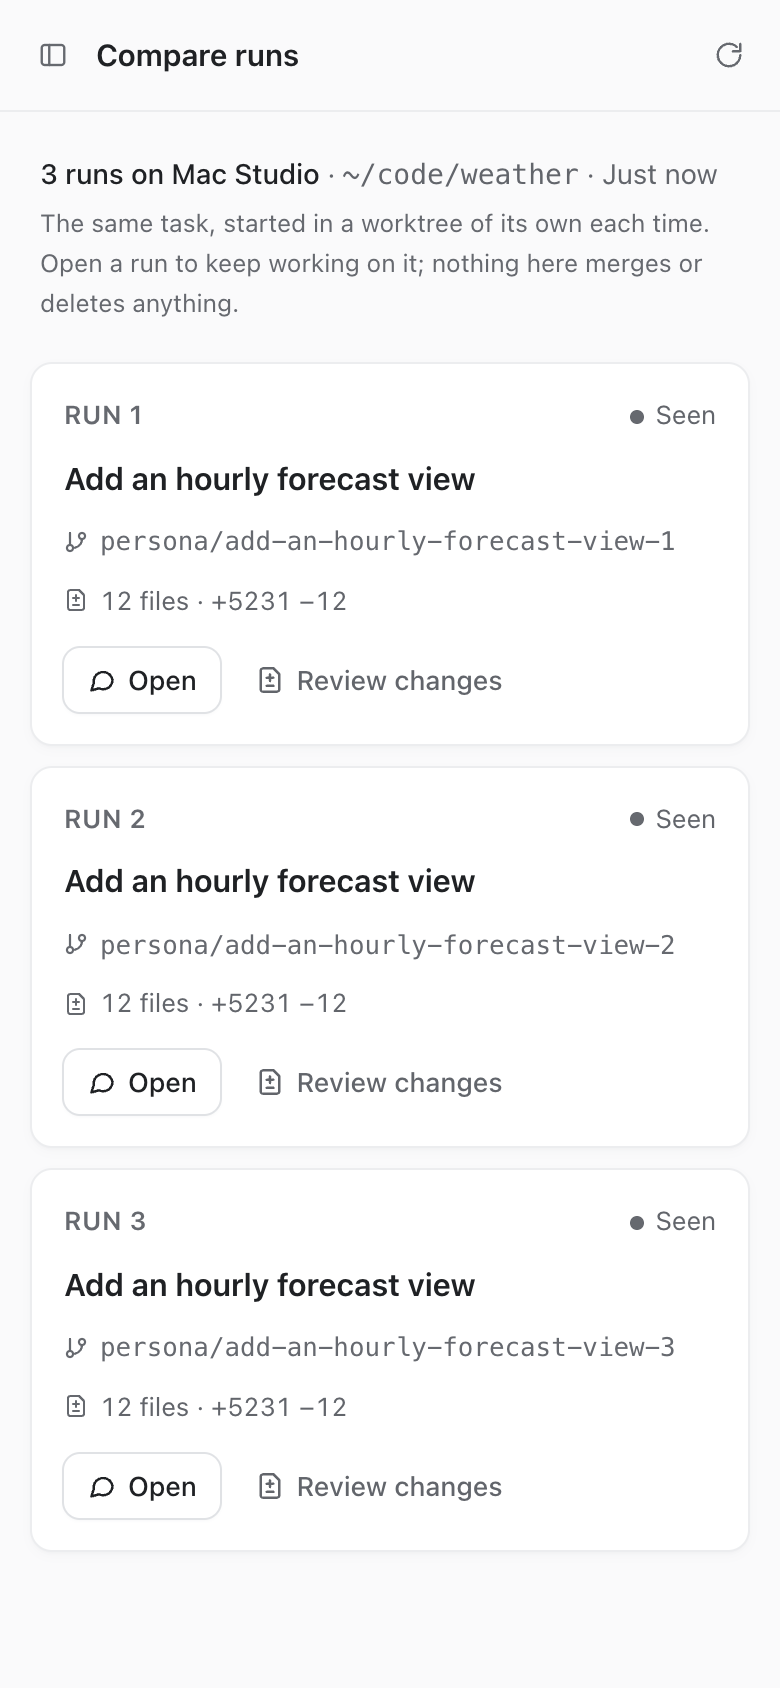 Compare runs
3 runs on Mac Studio · ~/code/weather · Just now
The same task, started in a worktree of its own each time.
Open a run to keep working on it; nothing here merges or
deletes anything.
RUN 1
Seen
Add an hourly forecast view
persona/add-an-hourly-forecast-view-1
12 files · +5231 −12
Open
Review changes
RUN 2
Seen
Add an hourly forecast view
persona/add-an-hourly-forecast-view-2
12 files · +5231 −12
Open
Review changes
RUN 3
Seen
Add an hourly forecast view
persona/add-an-hourly-forecast-view-3
12 files · +5231 −12
Open
Review changes